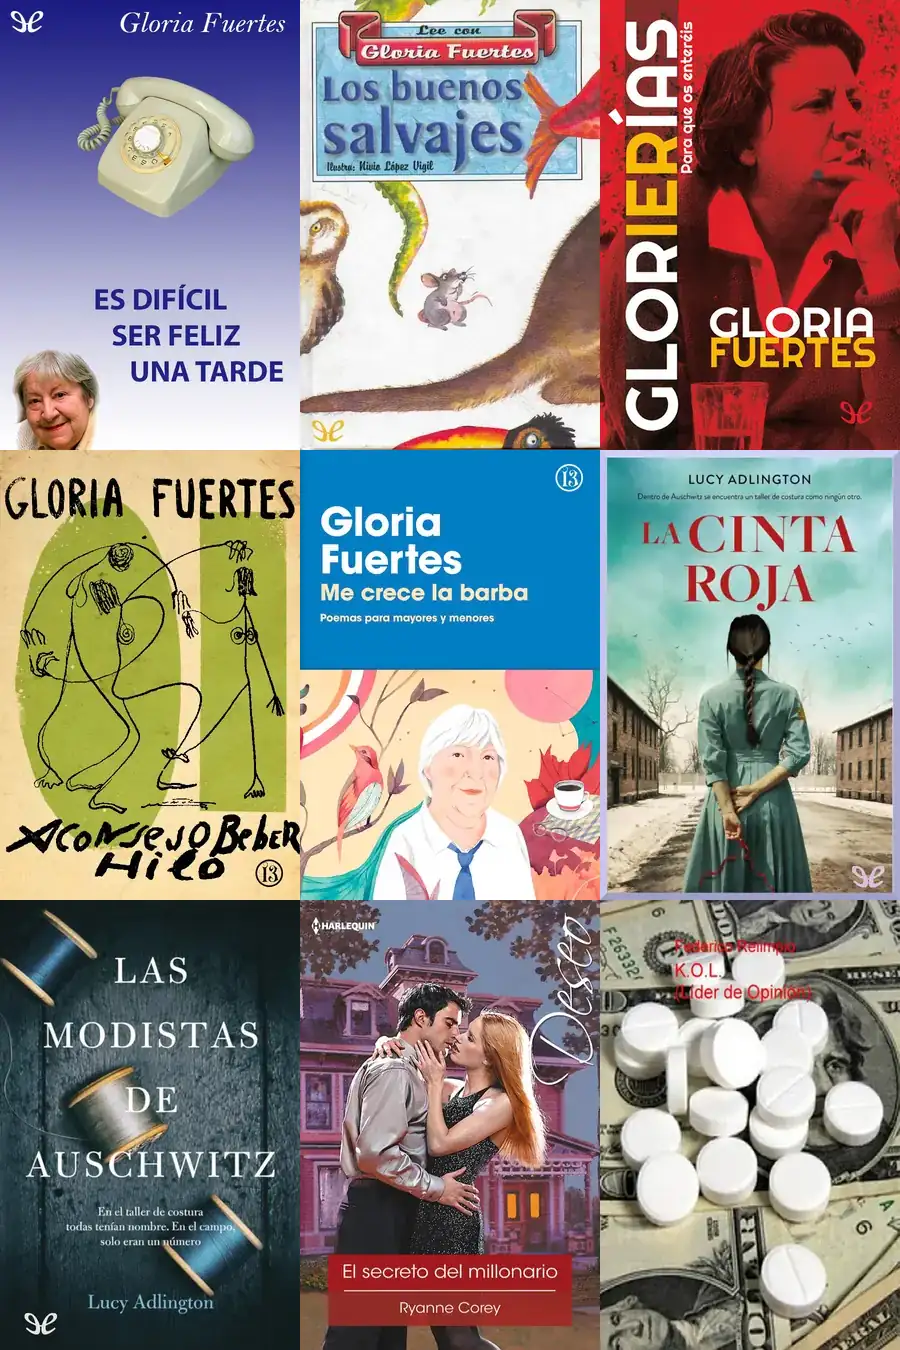 Gloria Fuertes
ES DIFÍCIL
SER FELIZ
UNA TARDE
Lee con
Gloria Fuertes
Los buenos
salvajes
Ilustra: Nivio López Vigil
GLORIERÍAS
Para que os enteréis
GLORIA
FUERTES
GLORIA FUERTES
ACONSEJO BEBER
HILO
13
13
Gloria
Fuertes
Me crece la barba
Poemas para mayores y menores
LUCY ADLINGTON
Dentro de Auschwitz se encuentra un taller de costura como ningún otro.
LA CINTA
ROJA
LAS
MODISTAS
DE
AUSCHWITZ
En el taller de costura
todas tenían nombre. En el campo,
solo eran un número
Lucy Adlington
HARLEQUIN
Deseo
El secreto del millonario
Ryanne Corey
Federico Relimpio
K.O.L.
(Líder de Opinión)